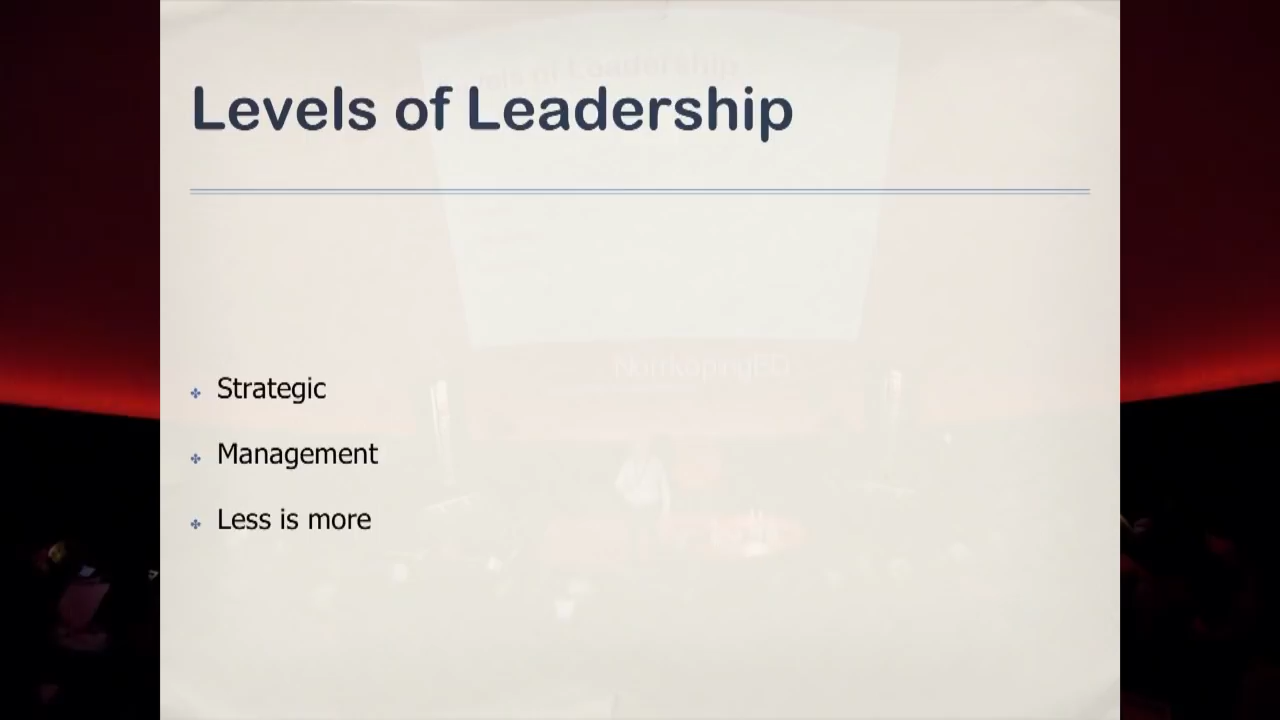 Levels of Leadership
Strategic
Management
Less is more